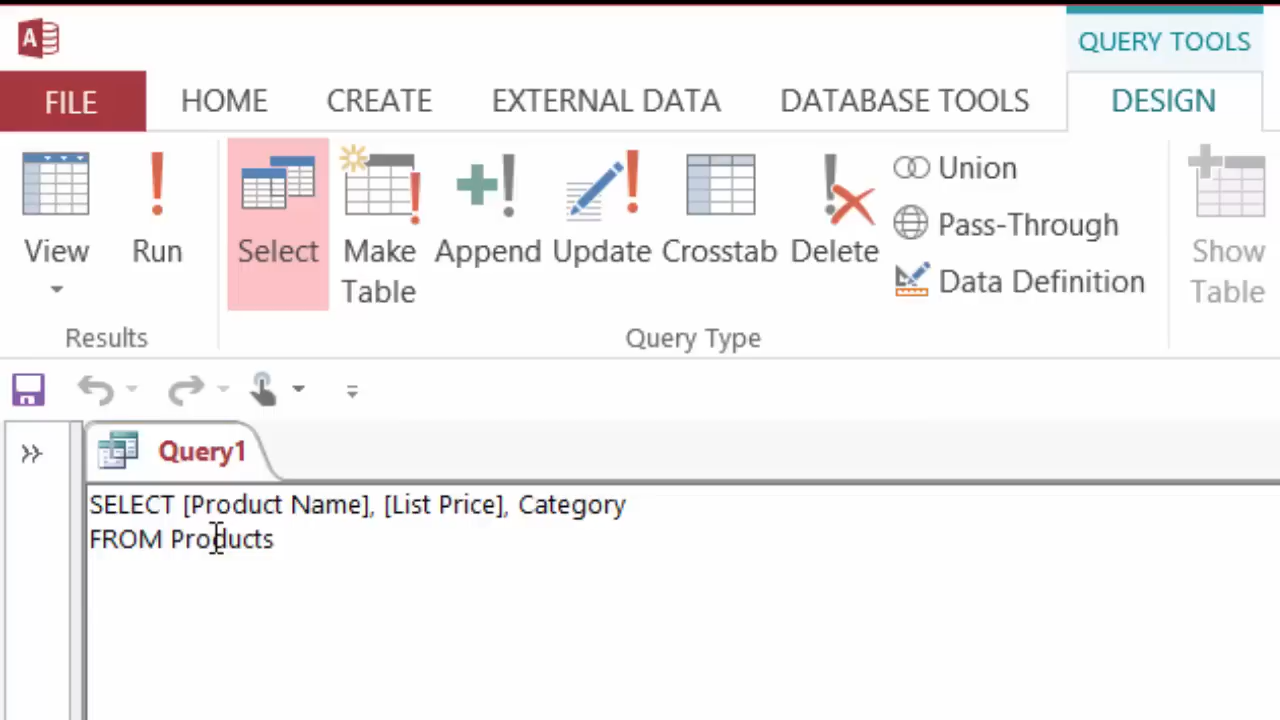 A
QUERY TOOLS
FILE HOME CREATE EXTERNAL DATA DATABASE TOOLS DESIGN
View Run Select Make Table Append Update Crosstab Delete
Union
Pass-Through
Data Definition
Show Table
Results Query Type
Query1
SELECT [Product Name], [List Price], Category
FROM Products